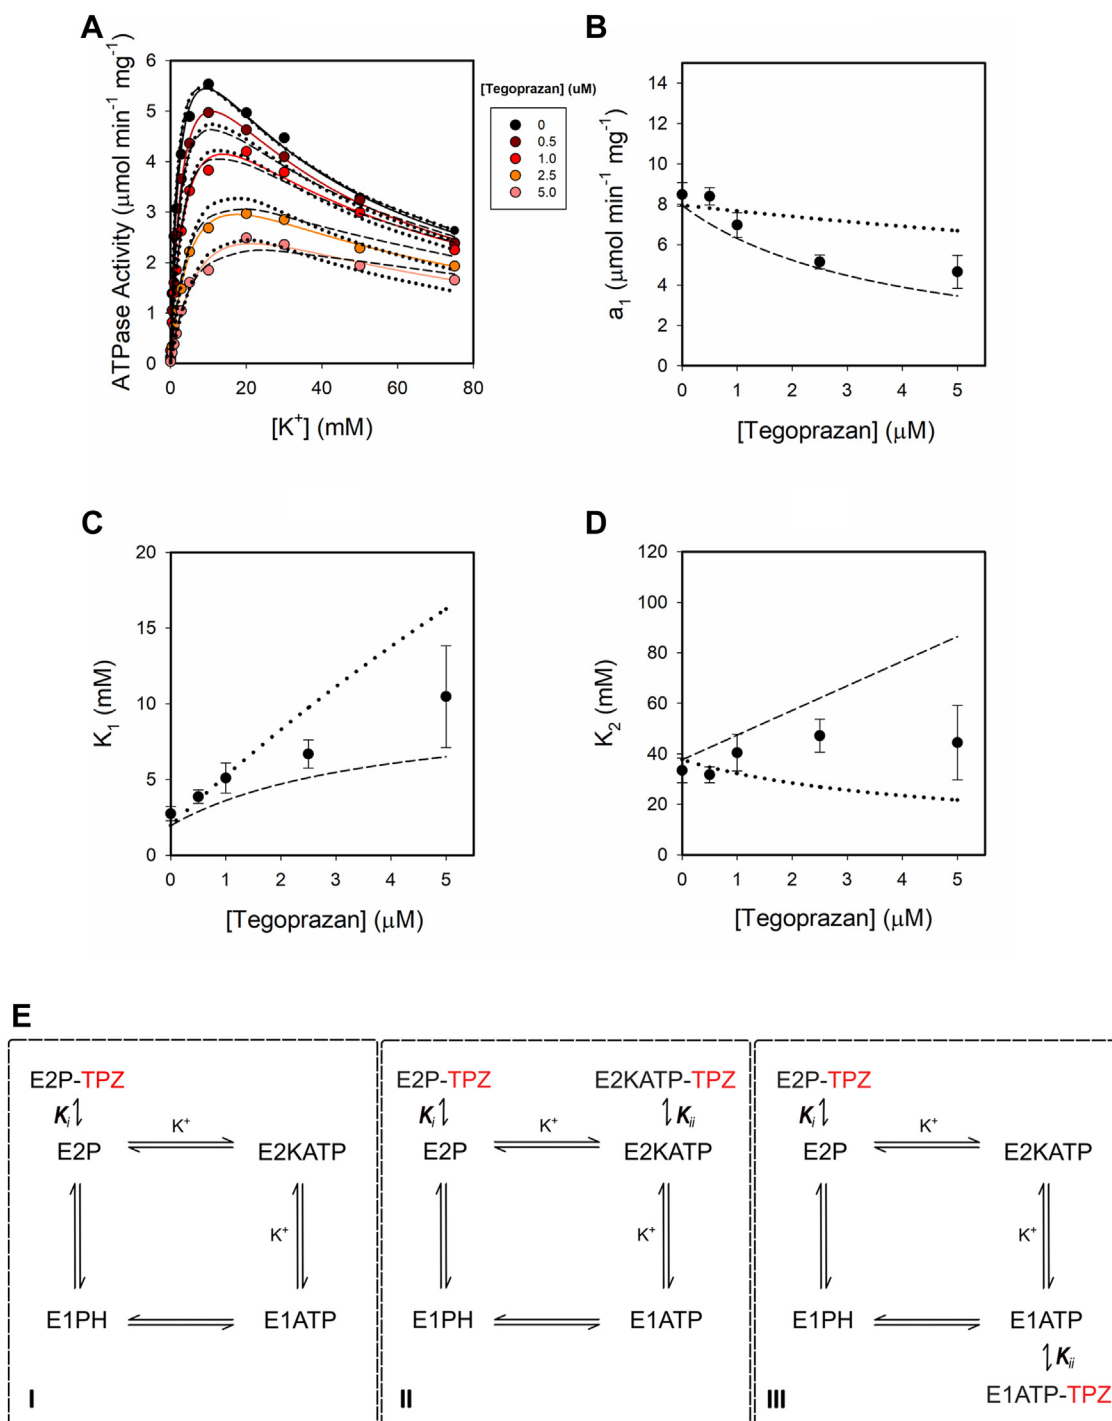 A
ATPase Activity (μmol min⁻¹ mg⁻¹)
6
5
4
3
2
1
0
0 20 40 60 80
[K⁺] (mM)
[Tegoprazan] (uM)
0
0.5
1.0
2.5
5.0
B
a₁ (μmol min⁻¹ mg⁻¹)
14
12
10
8
6
4
2
0
0 1 2 3 4 5
[Tegoprazan] (μM)
C
K₁ (mM)
20
15
10
5
0
0 1 2 3 4 5
[Tegoprazan] (μM)
D
K₂ (mM)
120
100
80
60
40
20
0
0 1 2 3 4 5
[Tegoprazan] (μM)
E
E2P-TPZ
Kᵢ
K⁺
E2P E2KATP
K⁺
E1PH E1ATP
I
E2P-TPZ E2KATP-TPZ
Kᵢ Kᵢᵢ
K⁺
E2P E2KATP
K⁺
E1PH E1ATP
II
E2P-TPZ
Kᵢ
K⁺
E2P E2KATP
K⁺
E1PH E1ATP
Kᵢᵢ
E1ATP-TPZ
III